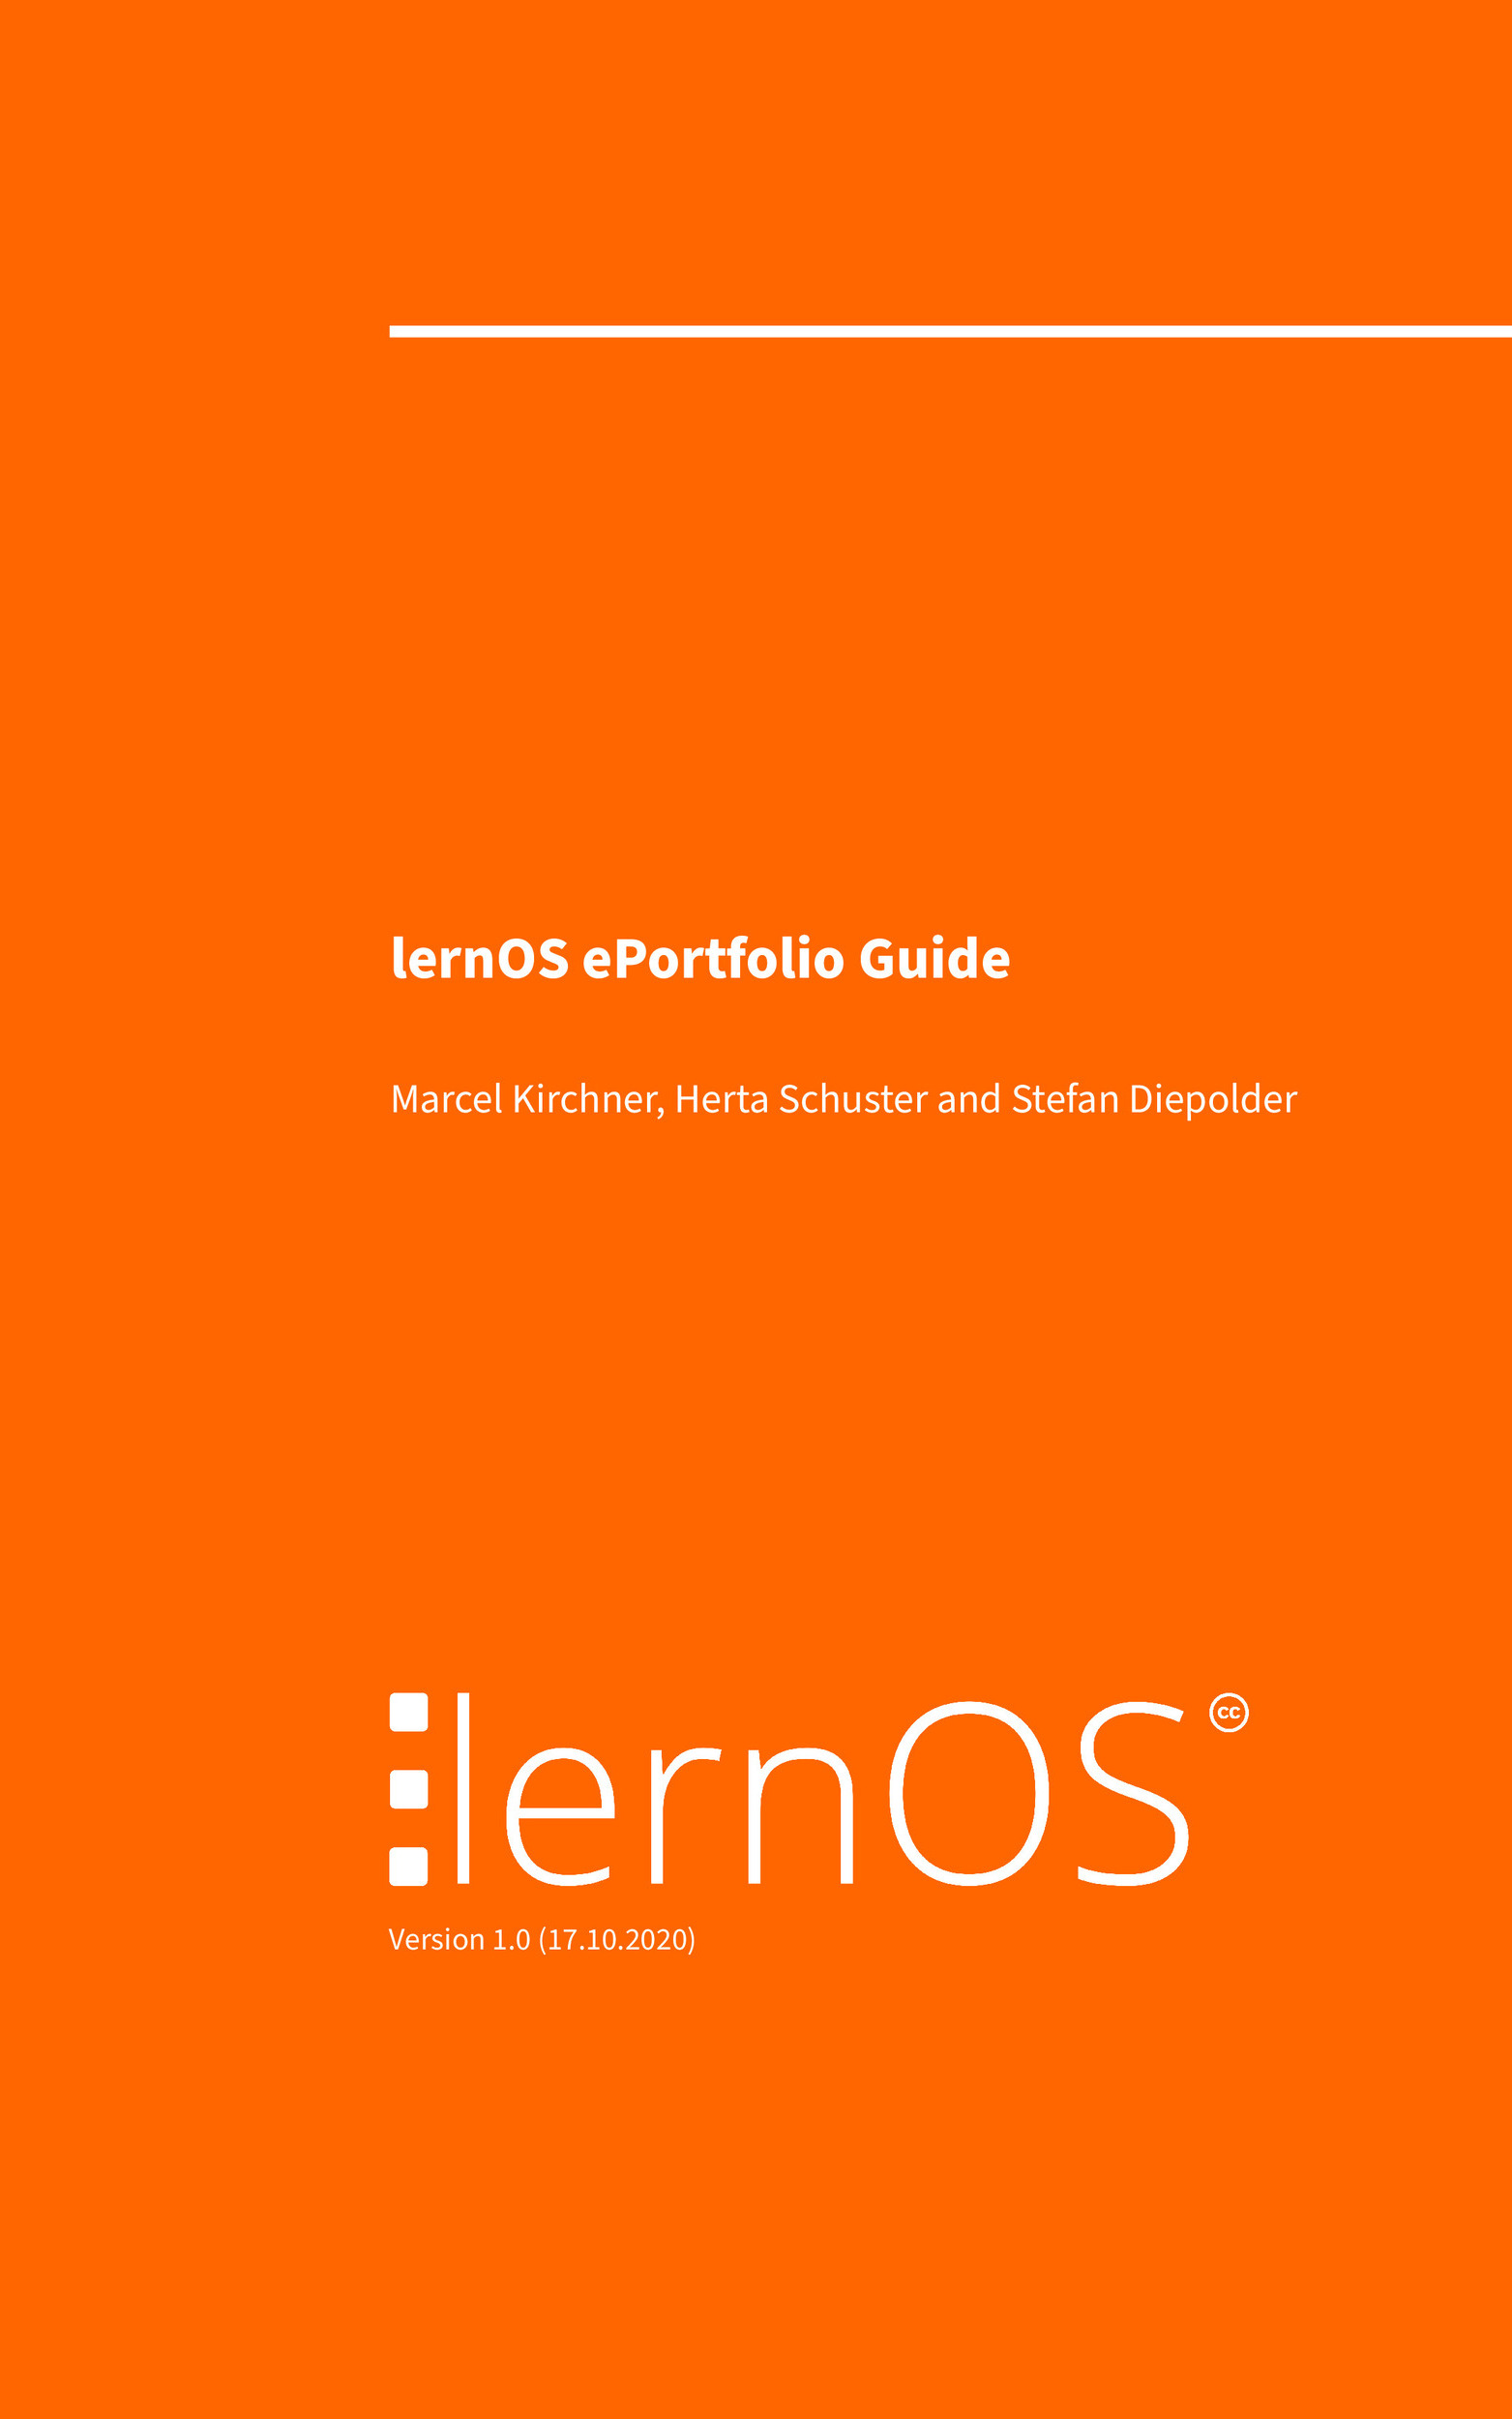 lernOS ePortfolio Guide
Marcel Kirchner, Herta Schuster and Stefan Diepolder
lernOS cc
Version 1.0 (17.10.2020)